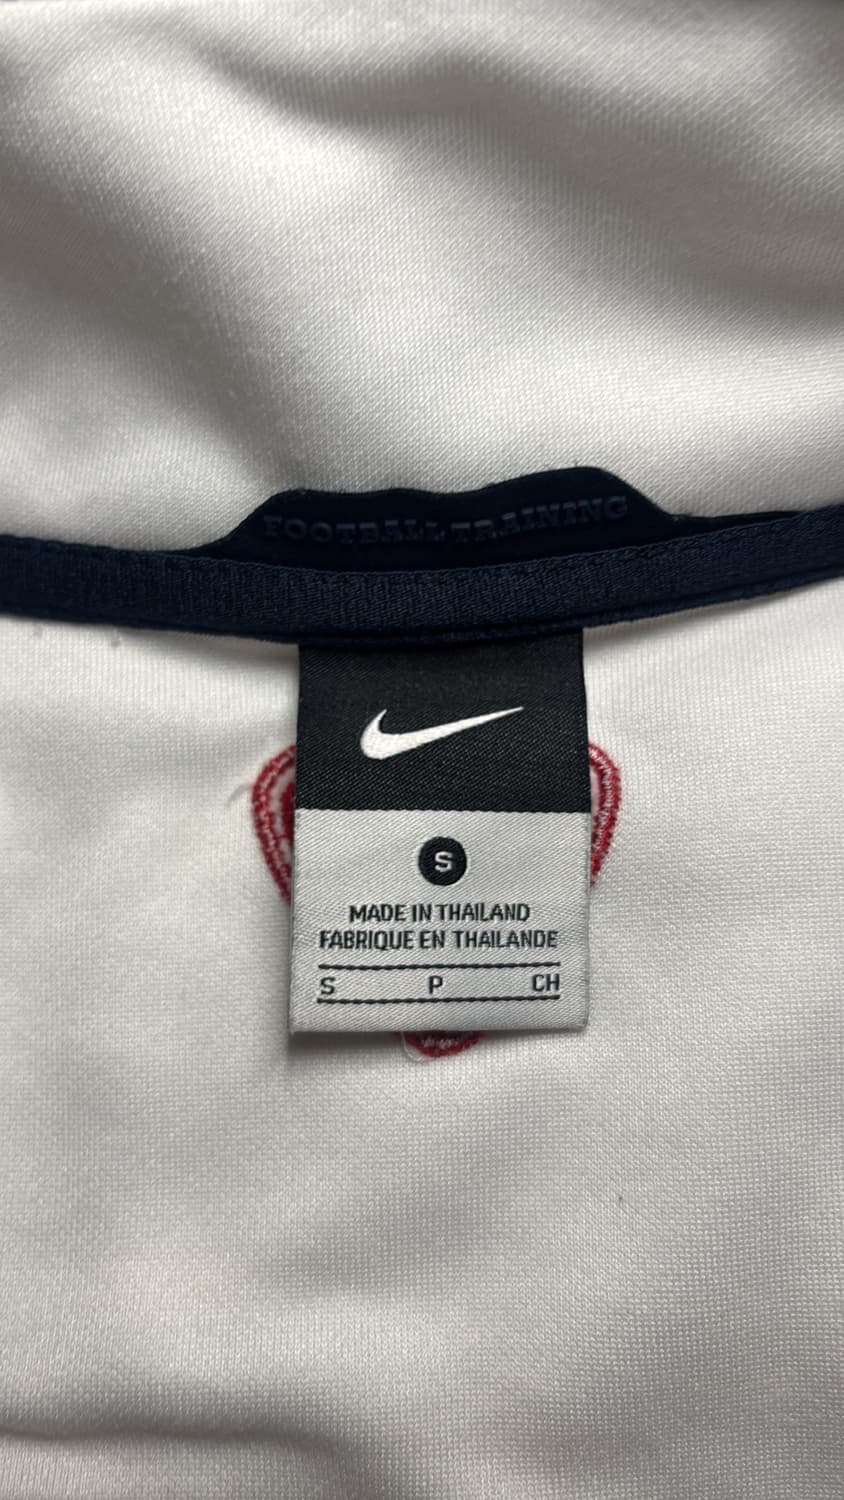 FOOTBALL TRAINING
S
MADE IN THAILAND
FABRIQUE EN THAILANDE
S P CH